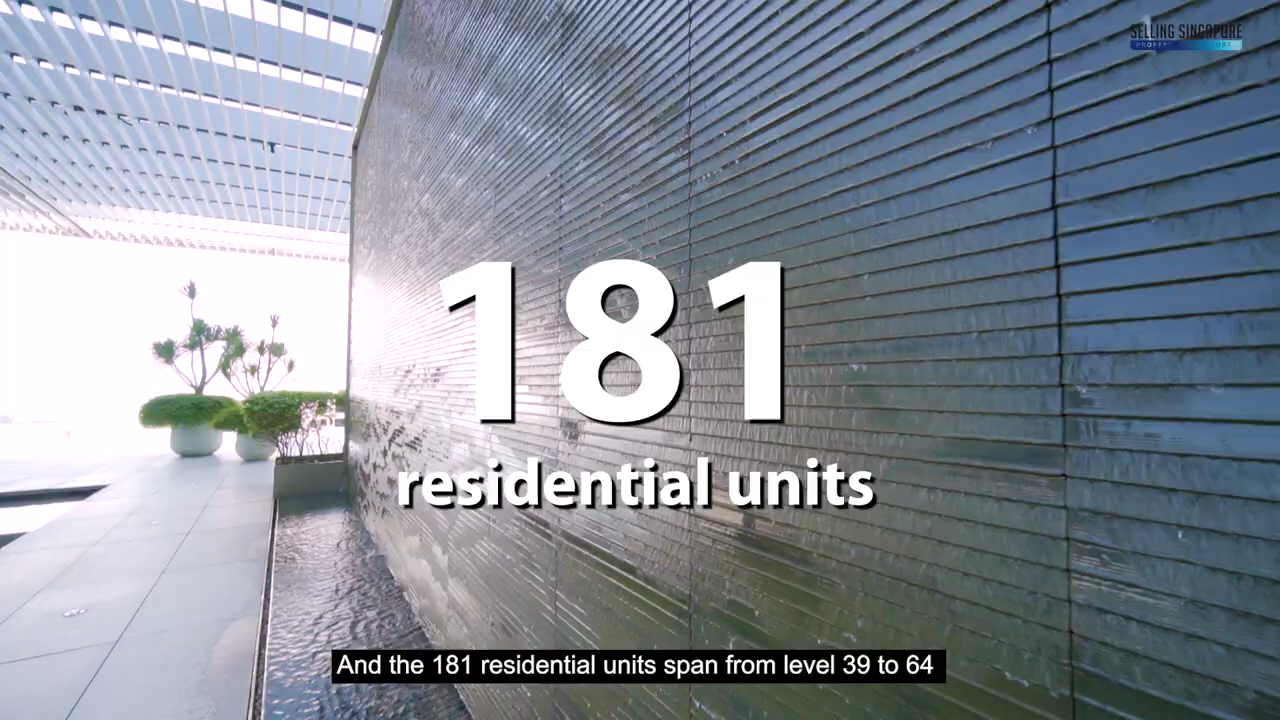 SELLING SINGAPORE
181
residential units
And the 181 residential units span from level 39 to 64